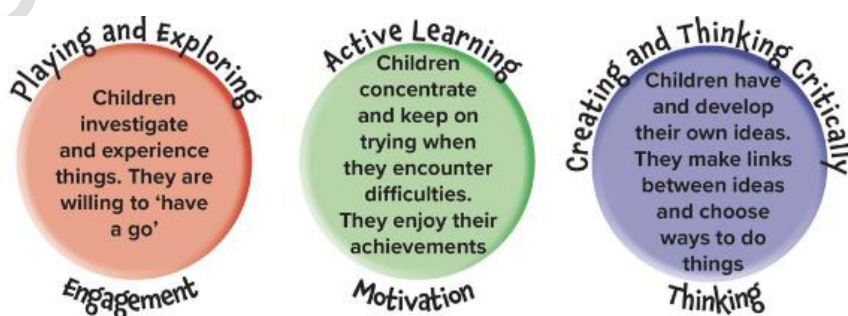 Playing and Exploring
Children
investigate
and experience
things. They are
willing to ‘have
a go’
Engagement
Active Learning
Children
concentrate
and keep on
trying when
they encounter
difficulties.
They enjoy their
achievements
Motivation
Creating and Thinking Critically
Children have
and develop
their own ideas.
They make links
between ideas
and choose
ways to do
things
Thinking